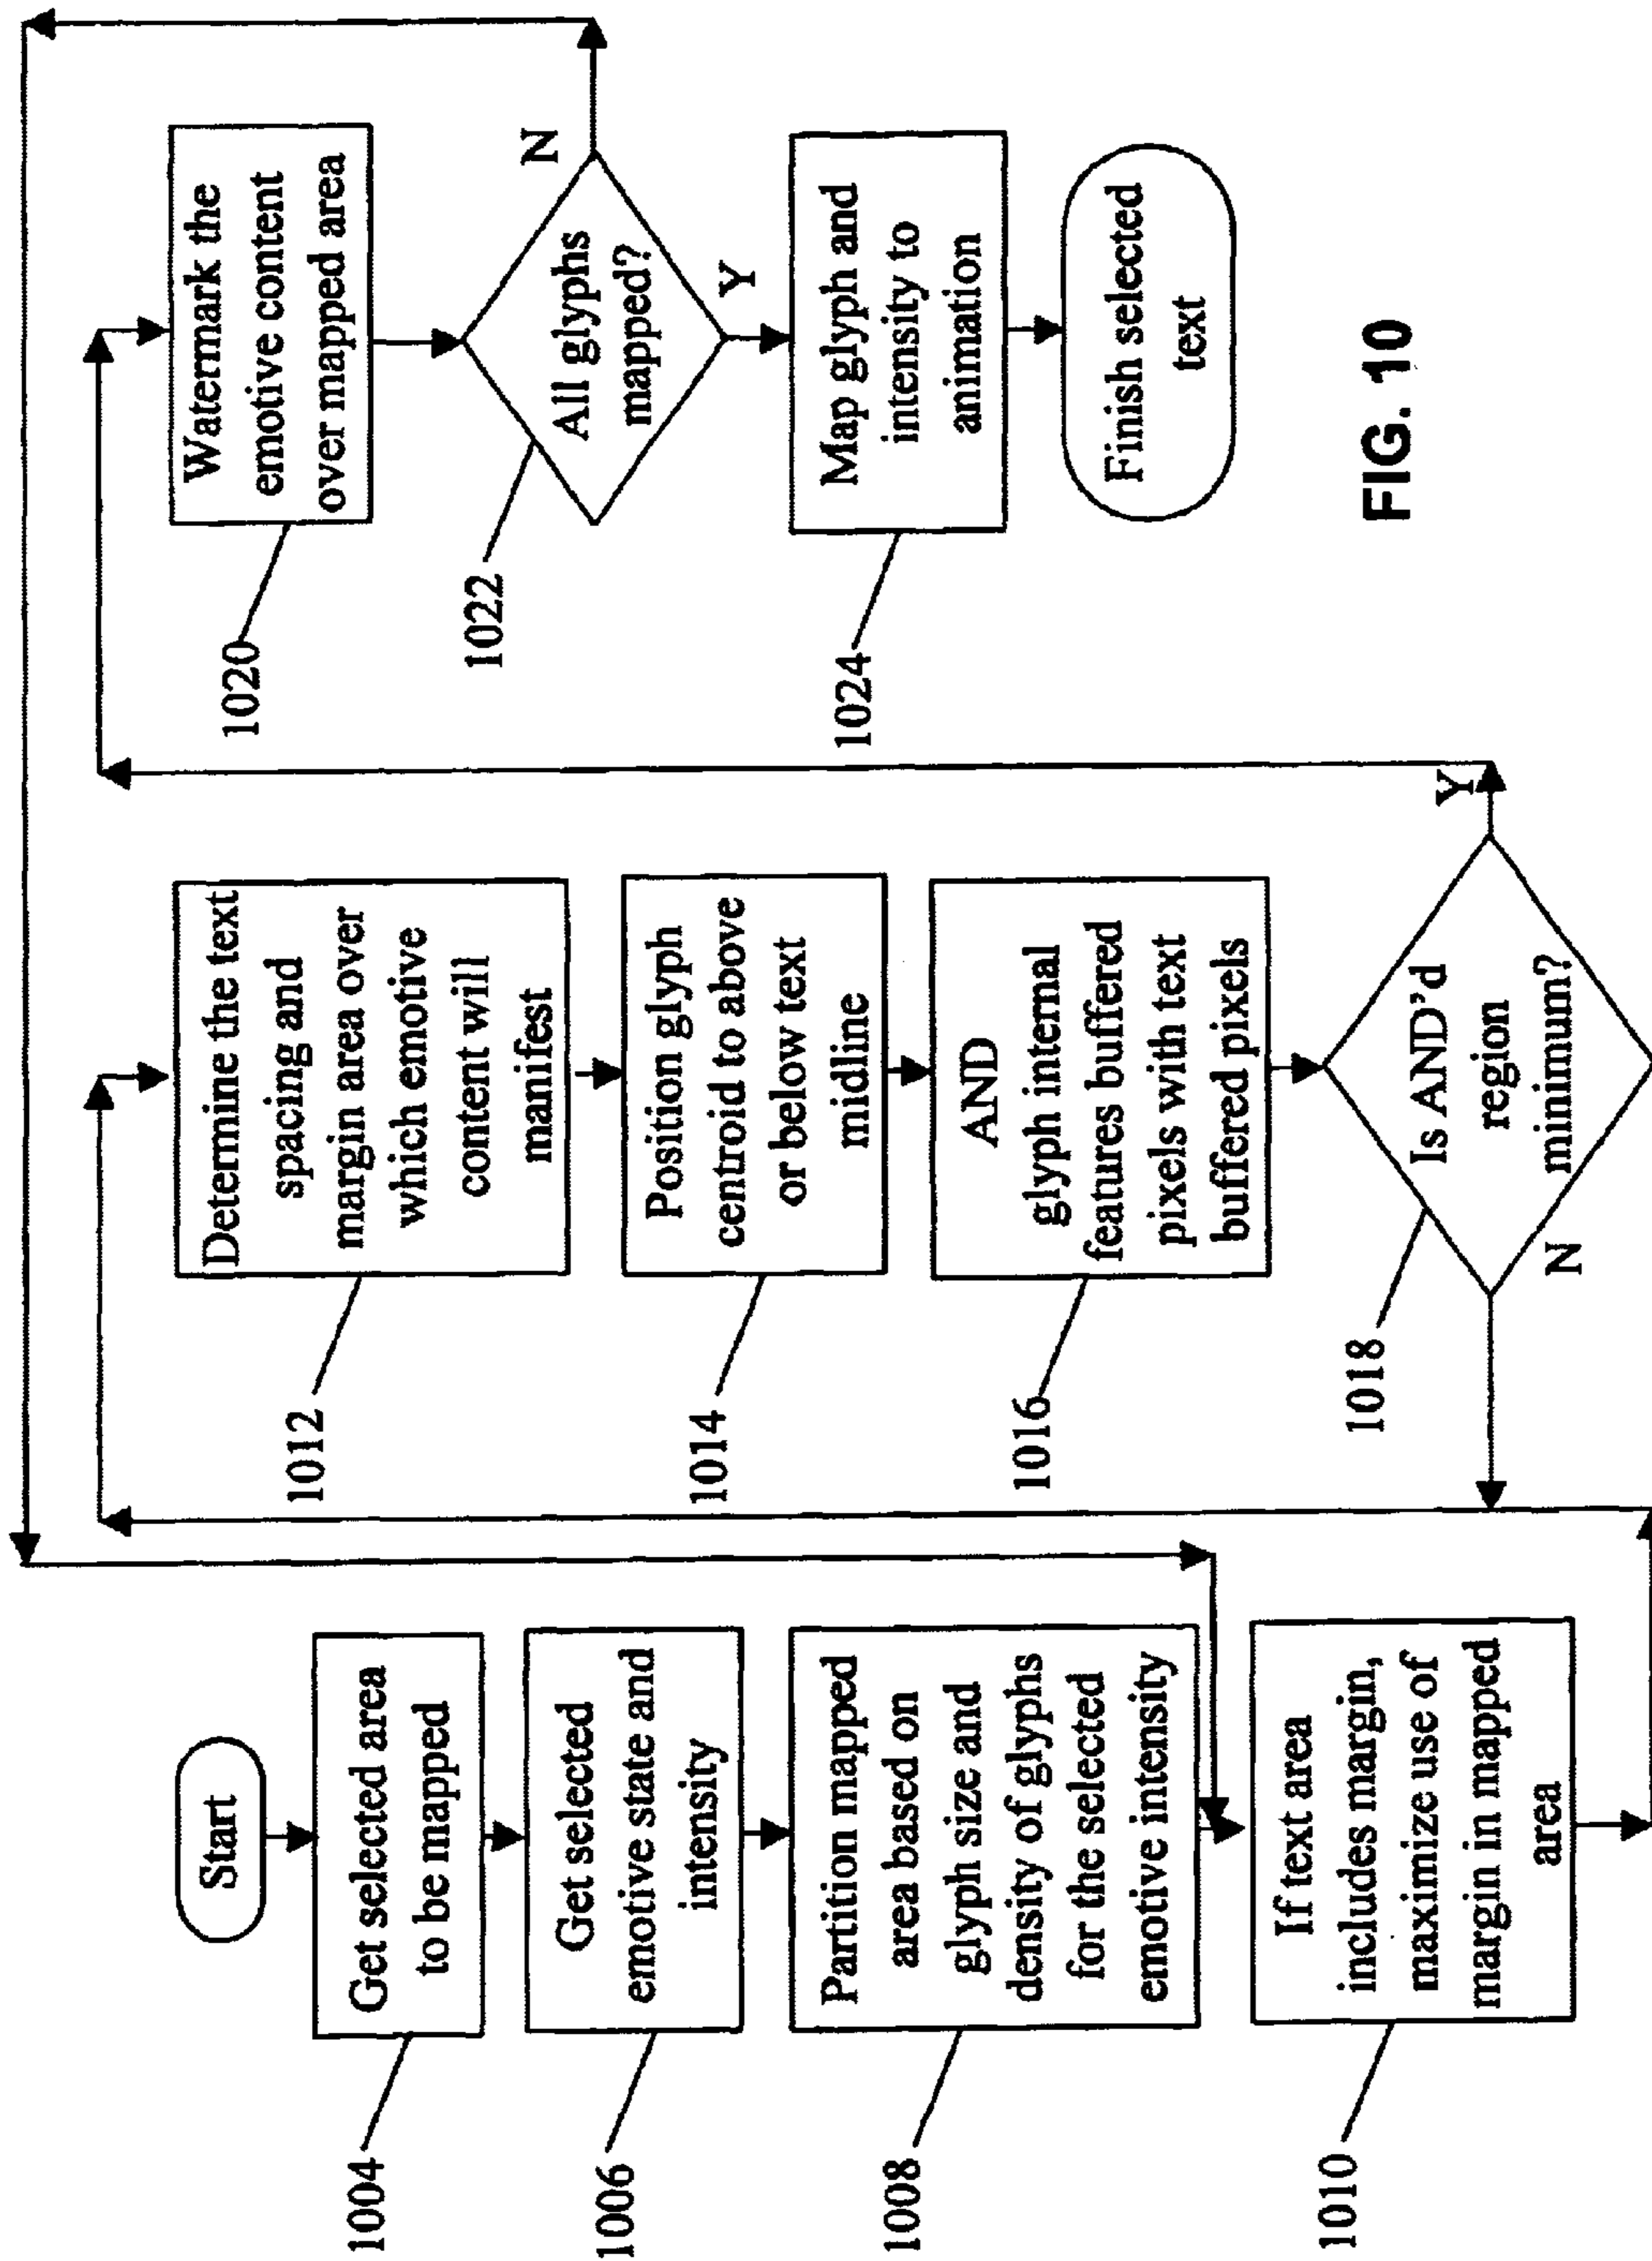 Start
1004
Get selected area
to be mapped
1006
Get selected
emotive state and
intensity
1008
Partition mapped
area based on
glyph size and
density of glyphs
for the selected
emotive intensity
1010
If text area
includes margin,
maximize use of
margin in mapped
area
1012
Determine the text
spacing and
margin area over
which emotive
content will
manifest
1014
Position glyph
centroid to above
or below text
midline
1016
AND
glyph internal
features buffered
pixels with text
buffered pixels
1018
Is AND'd
region
minimum?
N
Y
1020
Watermark the
emotive content
over mapped area
1022
All glyphs
mapped?
N
Y
1024
Map glyph and
intensity to
animation
Finish selected
text
FIG. 10